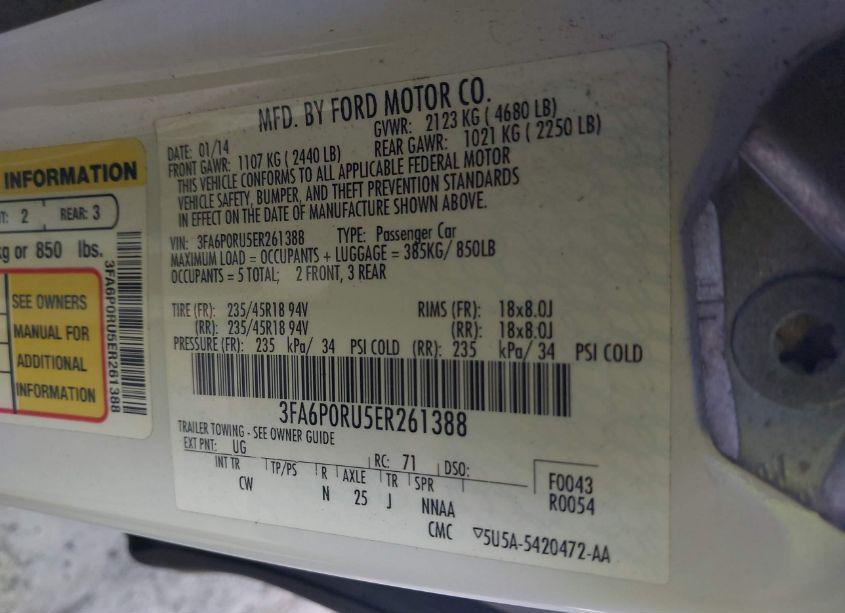 MFD. BY FORD MOTOR CO.
DATE: 01/14 GVWR: 2123 KG ( 4680 LB)
FRONT GAWR: 1107 KG ( 2440 LB) REAR GAWR: 1021 KG ( 2250 LB)
THIS VEHICLE CONFORMS TO ALL APPLICABLE FEDERAL MOTOR
VEHICLE SAFETY, BUMPER, AND THEFT PREVENTION STANDARDS
IN EFFECT ON THE DATE OF MANUFACTURE SHOWN ABOVE.
VIN: 3FA6P0RU5ER261388 TYPE: Passenger Car
MAXIMUM LOAD = OCCUPANTS + LUGGAGE = 385KG/ 850LB
OCCUPANTS = 5 TOTAL; 2 FRONT, 3 REAR
TIRE (FR): 235/45R18 94V RIMS (FR): 18x8.0J
(RR): 235/45R18 94V (RR): 18x8.0J
PRESSURE (FR): 235 kPa/ 34 PSI COLD (RR): 235 kPa/ 34 PSI COLD
3FA6P0RU5ER261388
TRAILER TOWING - SEE OWNER GUIDE
EXT PNT: UG RC: 71 DSO:
INT TR TP/PS R AXLE TR SPR
CW N 25 J NNAA
CMC
F0043
R0054
▽5U5A-5420472-AA
INFORMATION
2 REAR: 3
kg or 850 lbs.
SEE OWNERS
MANUAL FOR
ADDITIONAL
INFORMATION
3FA6P0RU5ER261388